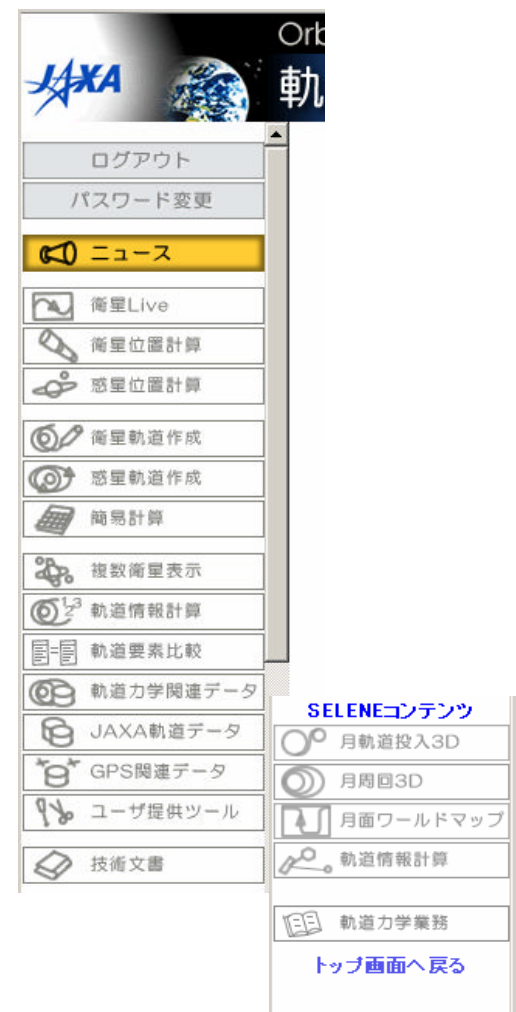 Orb
軌
JAXA
ログアウト
パスワード変更
ニュース
衛星Live
衛星位置計算
惑星位置計算
衛星軌道作成
惑星軌道作成
簡易計算
複数衛星表示
123
軌道情報計算
軌道要素比較
軌道力学関連データ
JAXA軌道データ
GPS関連データ
ユーザ提供ツール
技術文書
SELENEコンテンツ
月軌道投入3D
月周回3D
月面ワールドマップ
軌道情報計算
軌道力学業務
トップ画面へ戻る